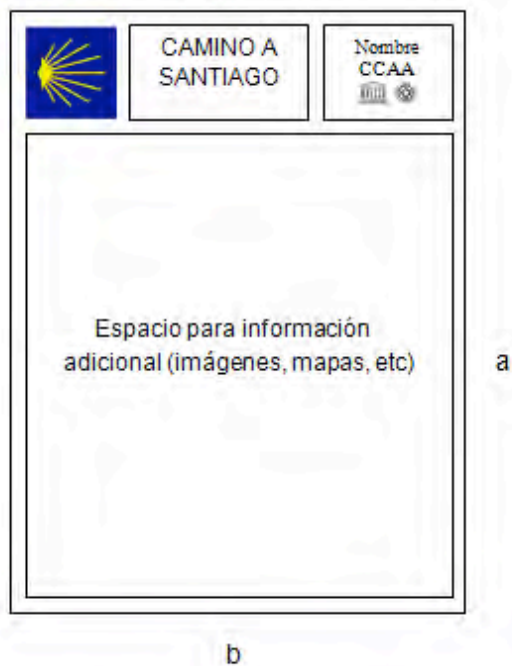 CAMINO A
SANTIAGO
Nombre
CCAA
Espacio para información
adicional (imágenes, mapas, etc)
a
b